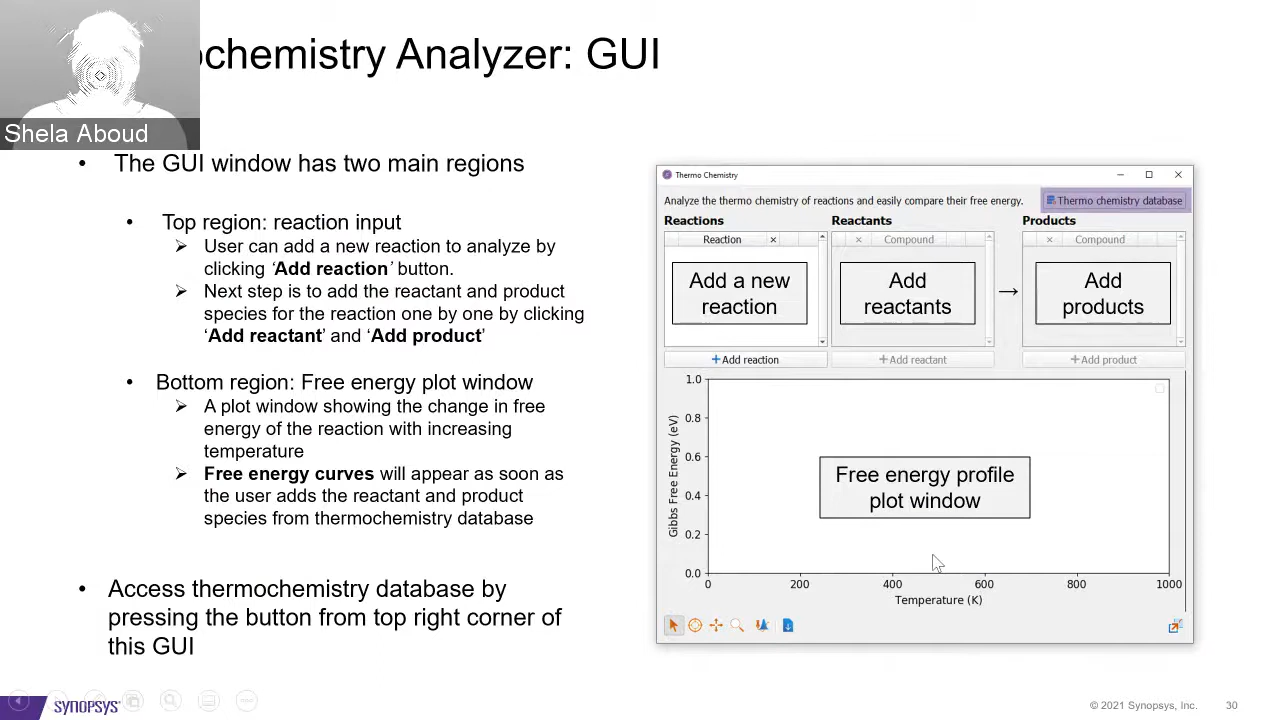 ochemistry Analyzer: GUI
Shela Aboud
• The GUI window has two main regions
• Top region: reaction input
➢ User can add a new reaction to analyze by
clicking ‘Add reaction’ button.
➢ Next step is to add the reactant and product
species for the reaction one by one by clicking
‘Add reactant’ and ‘Add product’
• Bottom region: Free energy plot window
➢ A plot window showing the change in free
energy of the reaction with increasing
temperature
➢ Free energy curves will appear as soon as
the user adds the reactant and product
species from thermochemistry database
• Access thermochemistry database by
pressing the button from top right corner of
this GUI
Thermo Chemistry
Analyze the thermo chemistry of reactions and easily compare their free energy.
Thermo chemistry database
Reactions Reactants Products
Reaction × × Compound × Compound
Add a new
reaction
Add
reactants
→
Add
products
+Add reaction +Add reactant +Add product
1.0
0.8
0.6
0.4
0.2
0.0
Gibbs Free Energy (eV)
Free energy profile
plot window
0 200 400 600 800 1000
Temperature (K)
SYNOPSYS
© 2021 Synopsys, Inc. 30